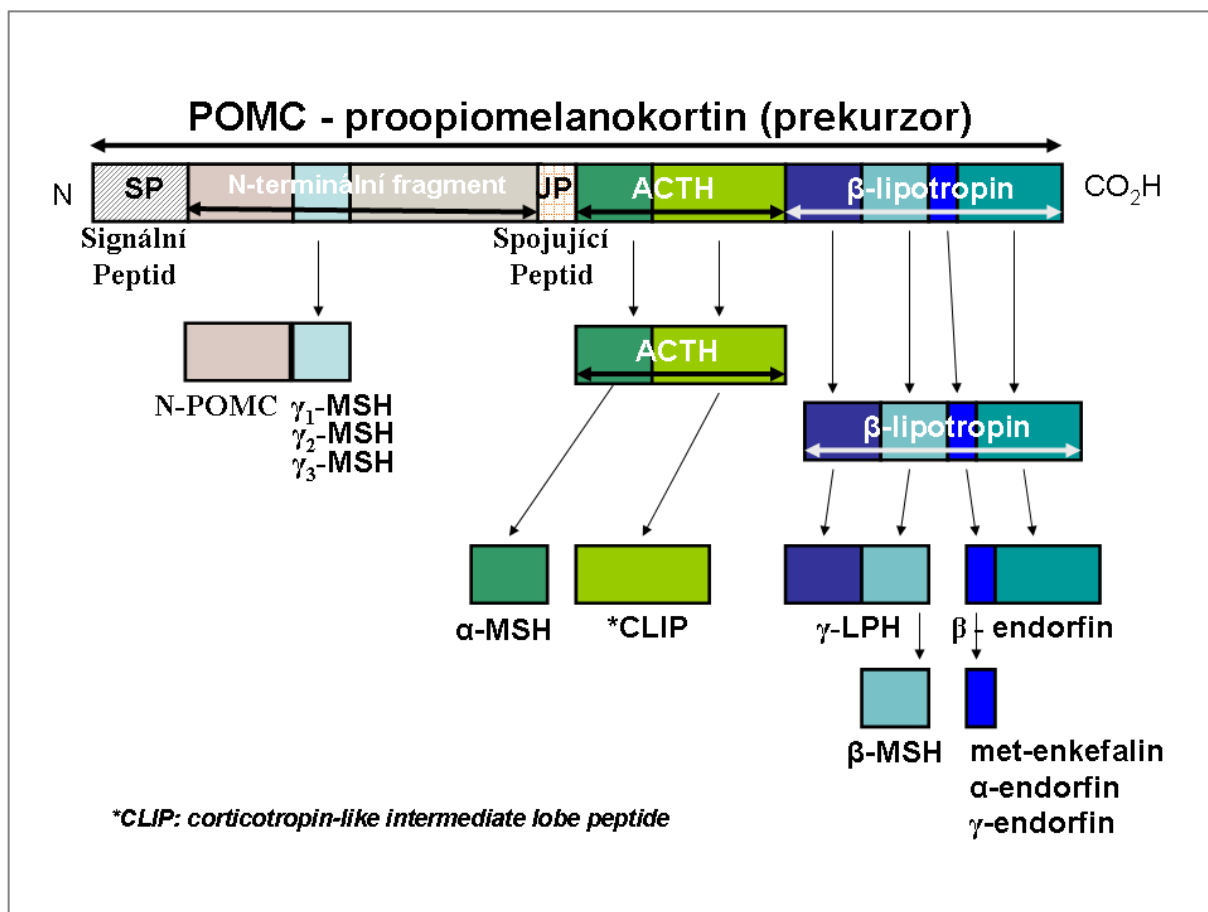 POMC - proopiomelanokortin (prekurzor)
N
SP
N-terminální fragment
JP
ACTH
β-lipotropin
CO₂H
Signální
Peptid
Spojující
Peptid
ACTH
N-POMC
γ₁-MSH
γ₂-MSH
γ₃-MSH
β-lipotropin
α-MSH
*CLIP
γ-LPH
β - endorfin
β-MSH
met-enkefalin
α-endorfin
γ-endorfin
*CLIP: corticotropin-like intermediate lobe peptide